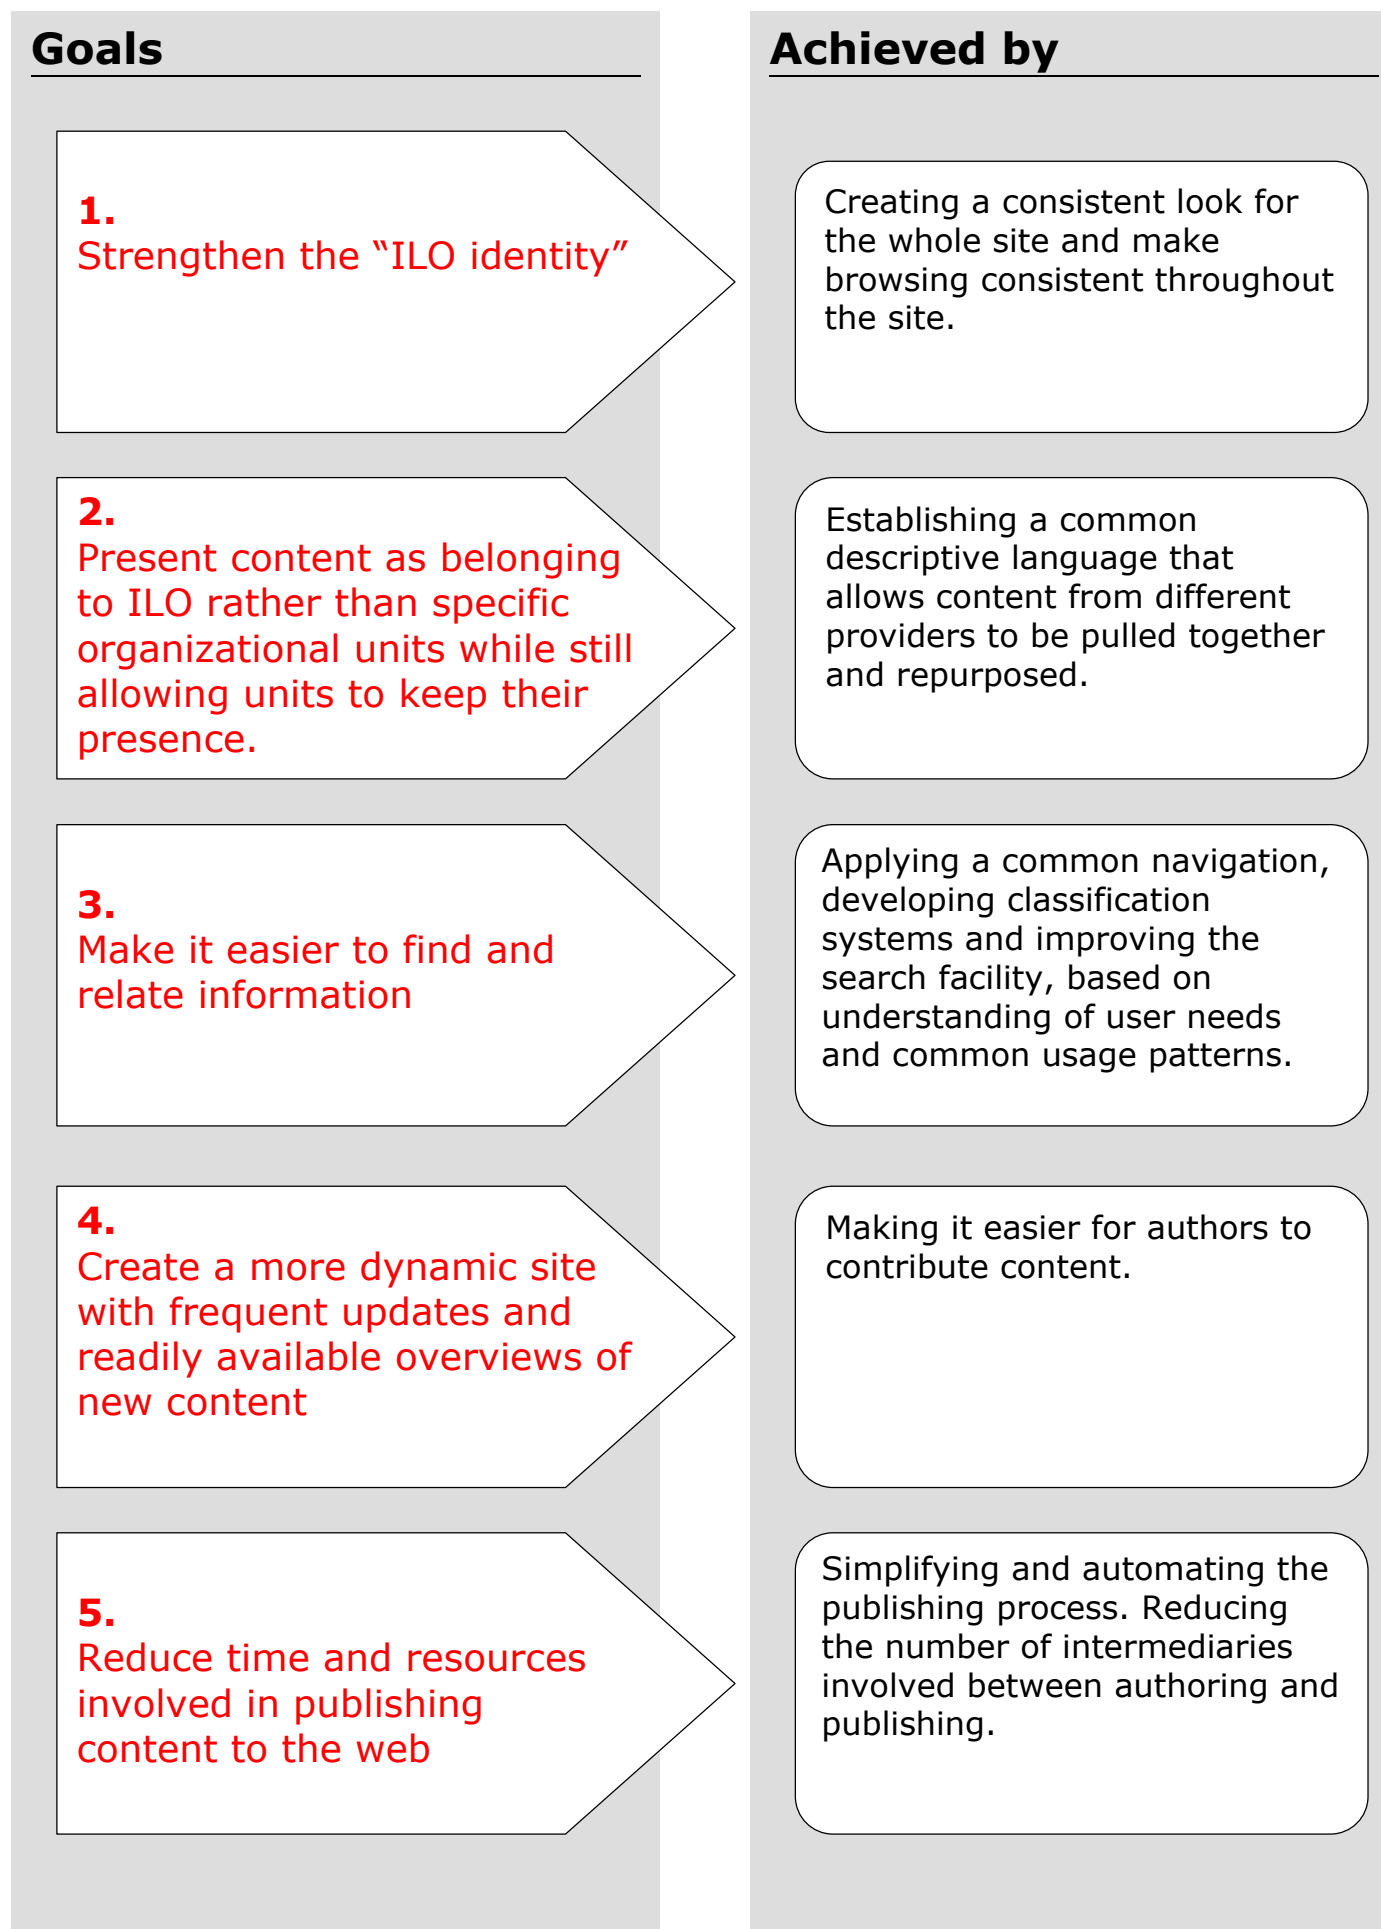 Goals
Achieved by
1.
Strengthen the “ILO identity”
Creating a consistent look for
the whole site and make
browsing consistent throughout
the site.
2.
Present content as belonging
to ILO rather than specific
organizational units while still
allowing units to keep their
presence.
Establishing a common
descriptive language that
allows content from different
providers to be pulled together
and repurposed.
3.
Make it easier to find and
relate information
Applying a common navigation,
developing classification
systems and improving the
search facility, based on
understanding of user needs
and common usage patterns.
4.
Create a more dynamic site
with frequent updates and
readily available overviews of
new content
Making it easier for authors to
contribute content.
5.
Reduce time and resources
involved in publishing
content to the web
Simplifying and automating the
publishing process. Reducing
the number of intermediaries
involved between authoring and
publishing.